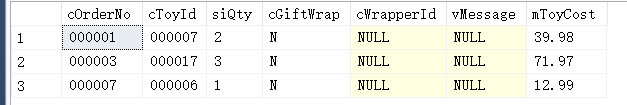 cOrderNo cToyId siQty cGiftWrap cWrapperId vMessage mToyCost
1 000001 000007 2 N NULL NULL 39.98
2 000003 000017 3 N NULL NULL 71.97
3 000007 000006 1 N NULL NULL 12.99